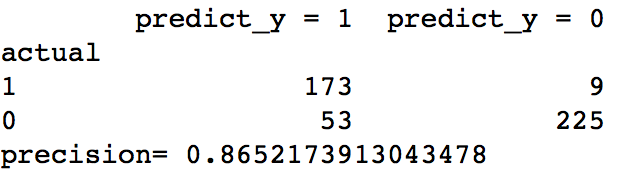 predict_y = 1 predict_y = 0
actual
1 173 9
0 53 225
precision= 0.8652173913043478